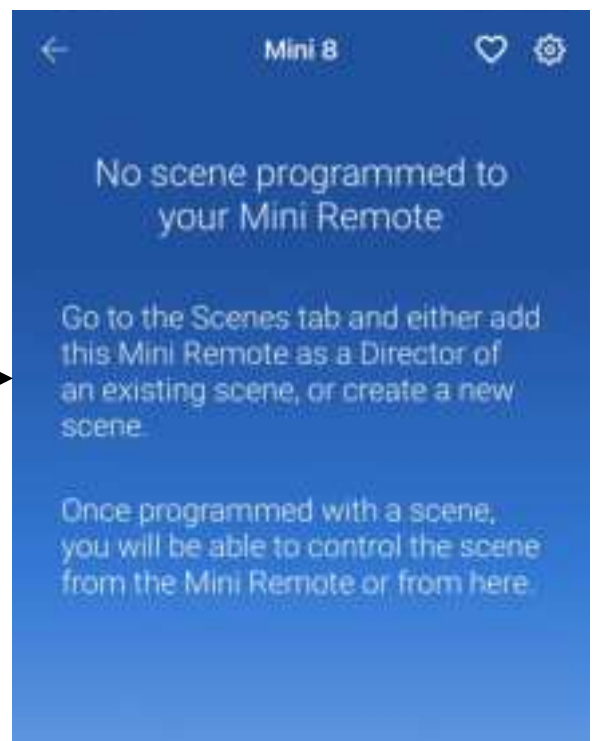 Mini 8
No scene programmed to
your Mini Remote
Go to the Scenes tab and either add
this Mini Remote as a Director of
an existing scene, or create a new
scene.
Once programmed with a scene,
you will be able to control the scene
from the Mini Remote or from here.